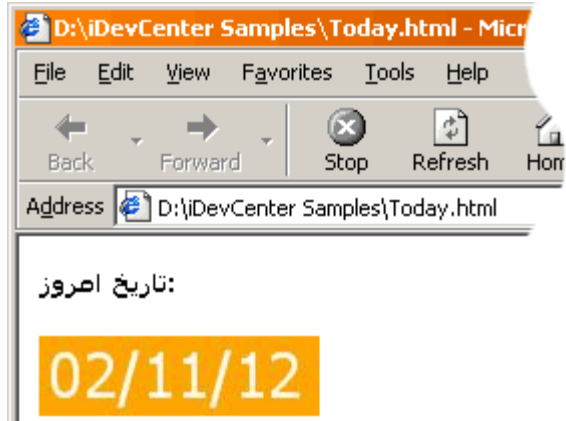 D:\iDevCenter Samples\Today.html - Micr
File Edit View Favorites Tools Help
Back Forward Stop Refresh Hom
Address D:\iDevCenter Samples\Today.html
تاریخ امروز:
02/11/12